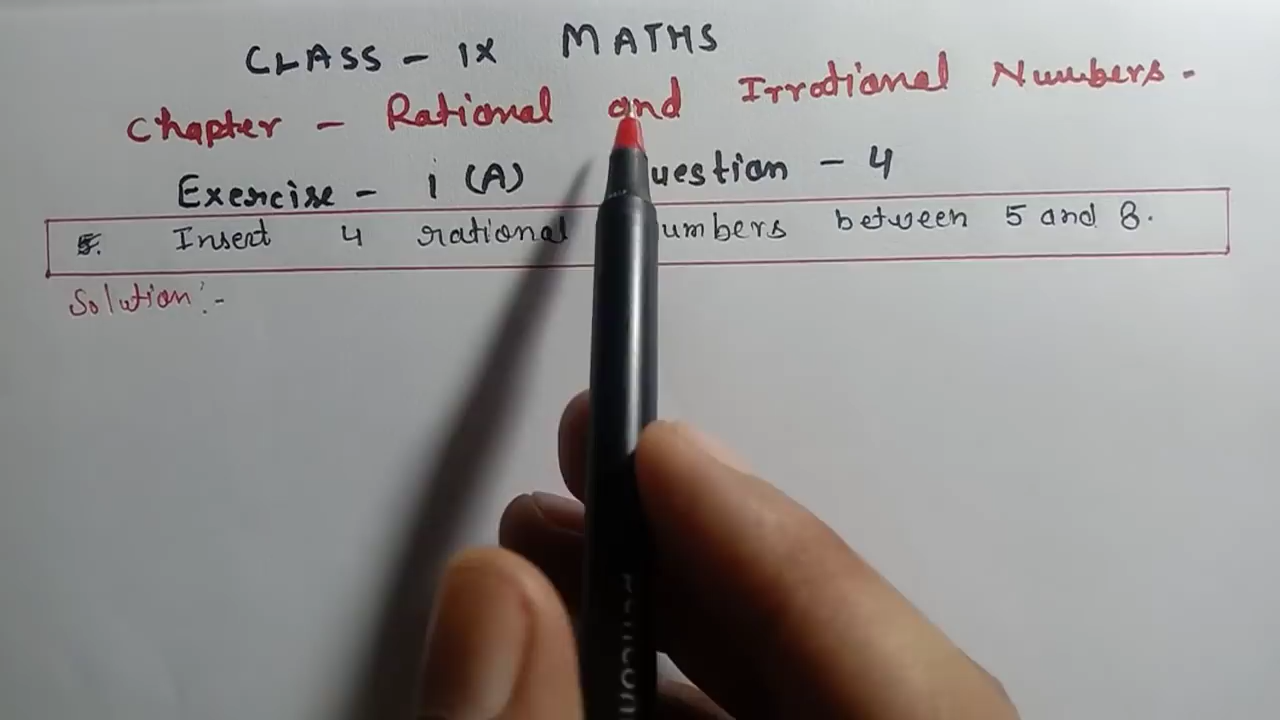 CLASS - IX MATHS
Chapter - Rational and Irrational Numbers.
Exercise - 1 (A) uestion - 4
5. Insert 4 rational umbers between 5 and 8.
Solution :-